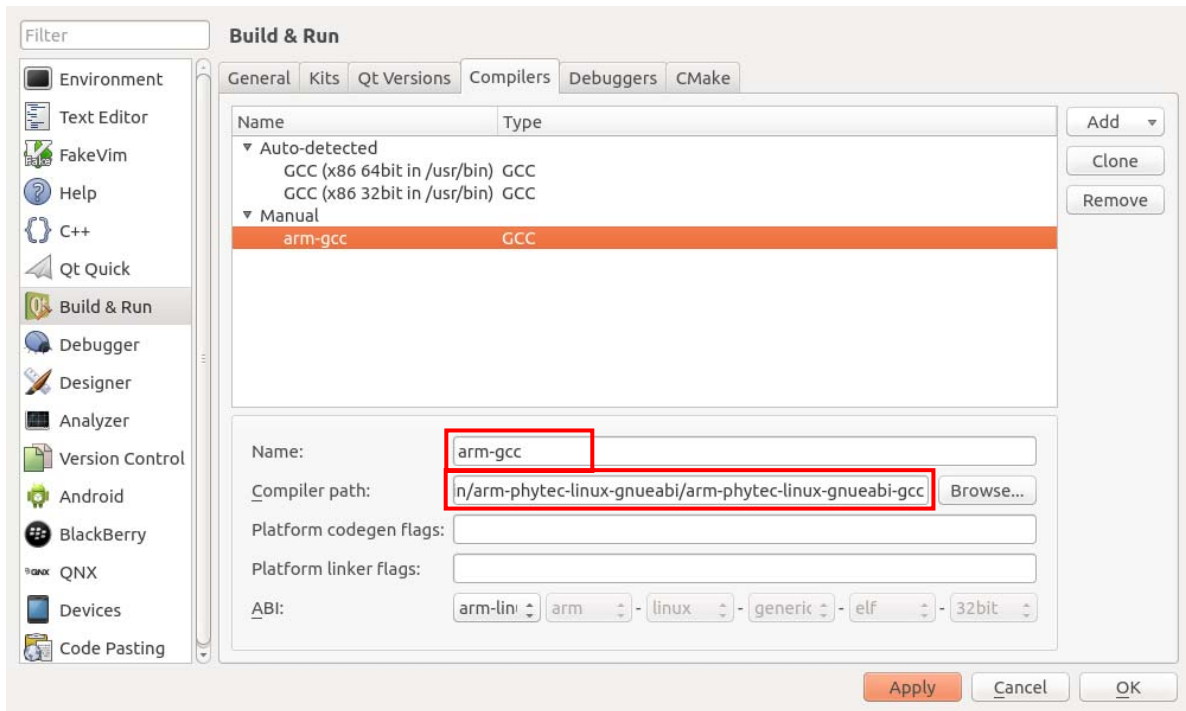 Filter
Build & Run
Environment
Text Editor
FakeVim
Help
C++
Qt Quick
Build & Run
Debugger
Designer
Analyzer
Version Control
Android
BlackBerry
QNX
Devices
Code Pasting
General Kits Qt Versions Compilers Debuggers CMake
Name Type
Auto-detected
GCC (x86 64bit in /usr/bin) GCC
GCC (x86 32bit in /usr/bin) GCC
Manual
arm-gcc GCC
Add
Clone
Remove
Name: arm-gcc
Compiler path: n/arm-phytec-linux-gnueabi/arm-phytec-linux-gnueabi-gcc Browse...
Platform codegen flags:
Platform linker flags:
ABI: arm-lin arm - linux - generic - elf - 32bit
Apply Cancel OK